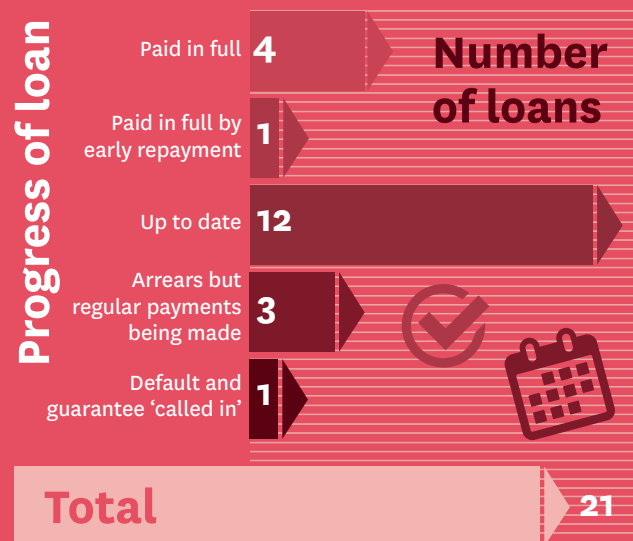 Progress of loan
Number
of loans
Paid in full 4
Paid in full by
early repayment 1
Up to date 12
Arrears but
regular payments
being made 3
Default and
guarantee ‘called in’ 1
Total 21